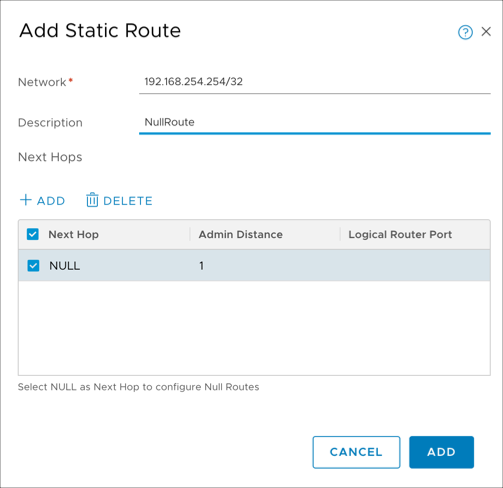 Add Static Route
?
Network* 192.168.254.254/32
Description NullRoute
Next Hops
+ ADD DELETE
Next Hop Admin Distance Logical Router Port
NULL 1
Select NULL as Next Hop to configure Null Routes
CANCEL ADD